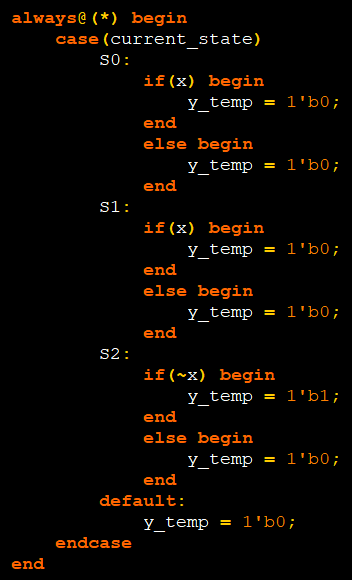 always@(*) begin
    case(current_state)
        S0:
            if(x) begin
                y_temp = 1'b0;
            end
            else begin
                y_temp = 1'b0;
            end
        S1:
            if(x) begin
                y_temp = 1'b0;
            end
            else begin
                y_temp = 1'b0;
            end
        S2:
            if(~x) begin
                y_temp = 1'b1;
            end
            else begin
                y_temp = 1'b0;
            end
        default:
            y_temp = 1'b0;
    endcase
end